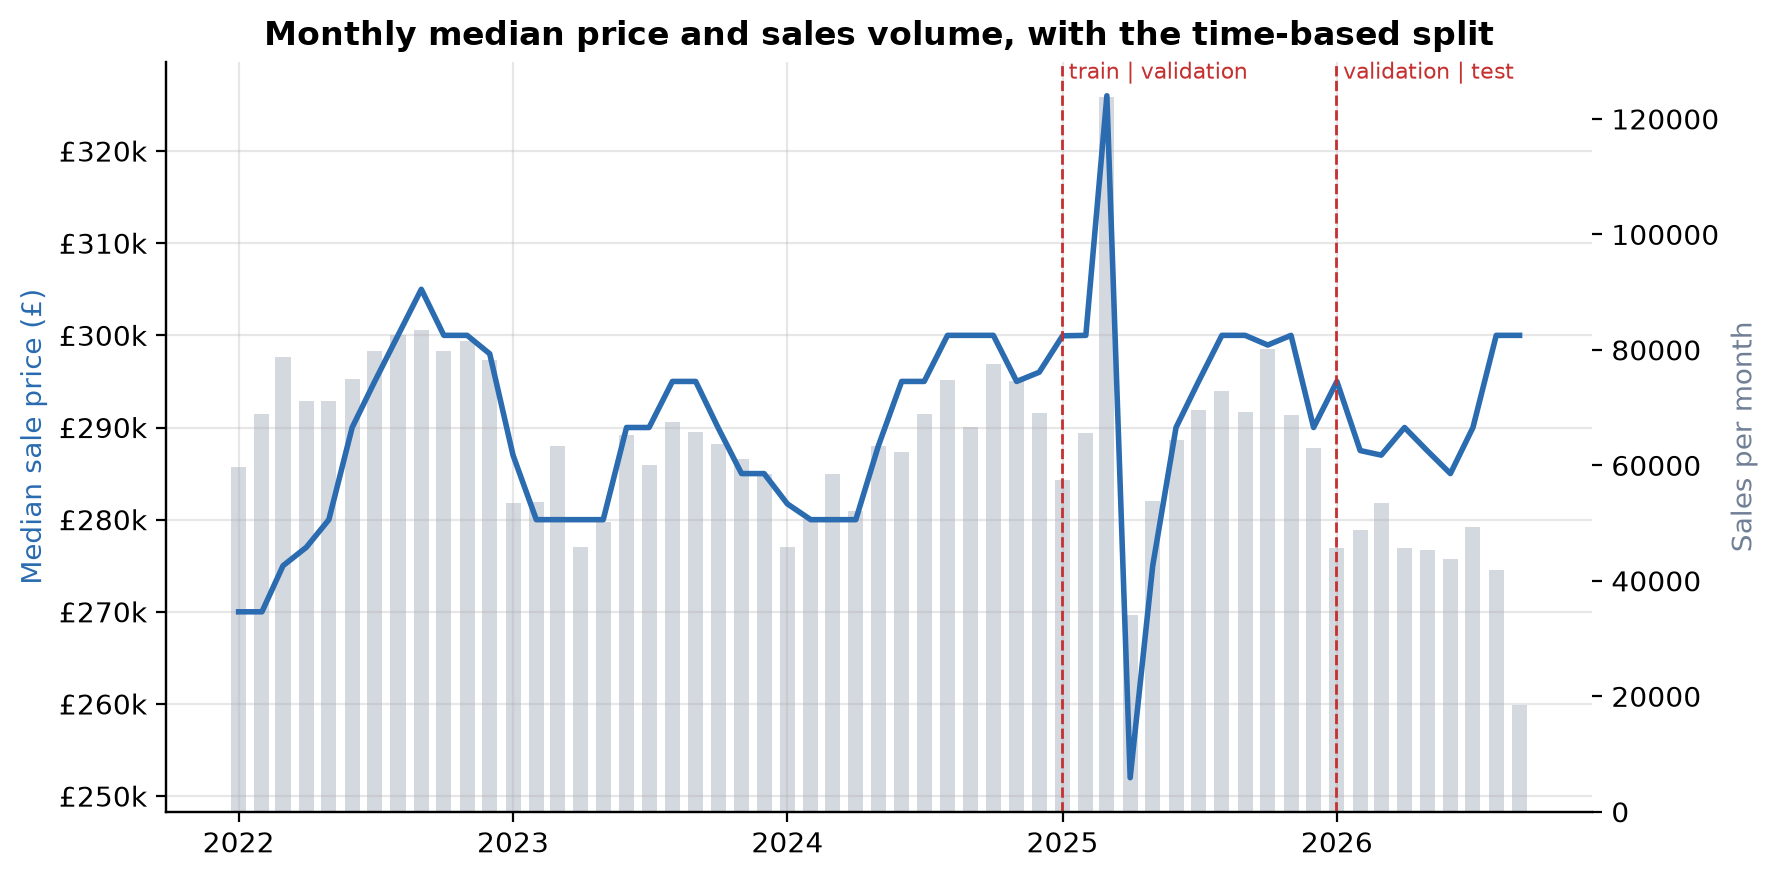 Monthly median price and sales volume, with the time-based split
train | validation
validation | test
£320k
£310k
£300k
£290k
£280k
£270k
£260k
£250k
Median sale price (£)
120000
100000
80000
60000
40000
20000
0
Sales per month
2022
2023
2024
2025
2026